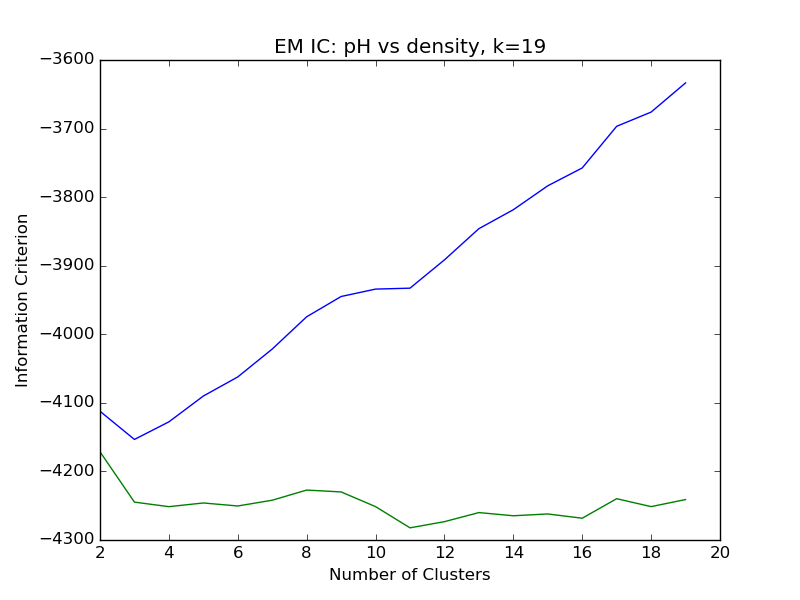 EM IC: pH vs density, k=19
−3600
−3700
−3800
−3900
−4000
−4100
−4200
−4300
Information Criterion
2 4 6 8 10 12 14 16 18 20
Number of Clusters